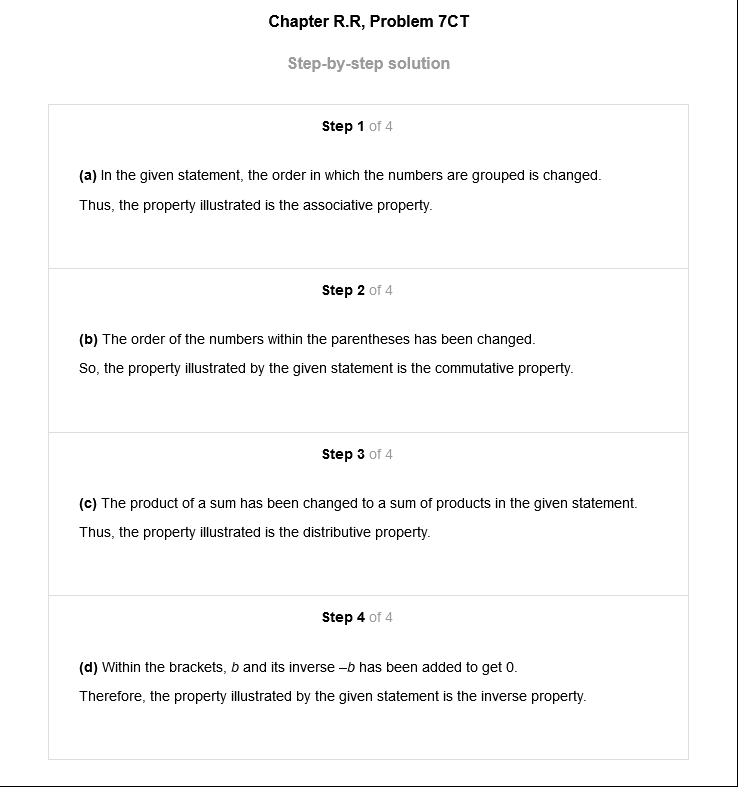 Chapter R.R, Problem 7CT
Step-by-step solution
Step 1 of 4
(a) In the given statement, the order in which the numbers are grouped is changed.
Thus, the property illustrated is the associative property.
Step 2 of 4
(b) The order of the numbers within the parentheses has been changed.
So, the property illustrated by the given statement is the commutative property.
Step 3 of 4
(c) The product of a sum has been changed to a sum of products in the given statement.
Thus, the property illustrated is the distributive property.
Step 4 of 4
(d) Within the brackets, b and its inverse –b has been added to get 0.
Therefore, the property illustrated by the given statement is the inverse property.